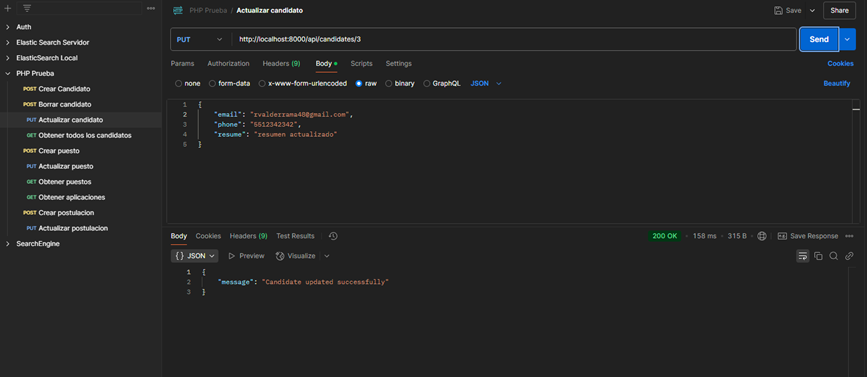 PHP Prueba / Actualizar candidato
Save
Share
Auth
Elastic Search Servidor
ElasticSearch Local
PHP Prueba
POST Crear Candidato
POST Borrar candidato
PUT Actualizar candidato
GET Obtener todos los candidatos
POST Crear puesto
PUT Actualizar puesto
GET Obtener puestos
GET Obtener aplicaciones
POST Crear postulacion
PUT Actualizar postulacion
SearchEngine
PUT
http://localhost:8000/api/candidates/3
Send
Params Authorization Headers (9) Body Scripts Settings Cookies
none form-data x-www-form-urlencoded raw binary GraphQL JSON Beautify
1 {
2 "email": "rvalderrama48@gmail.com",
3 "phone": "5512342342",
4 "resume": "resumen actualizado"
5 }
Body Cookies Headers (9) Test Results 200 OK 158 ms 315 B Save Response
{} JSON Preview Visualize
1 {
2 "message": "Candidate updated successfully"
3 }